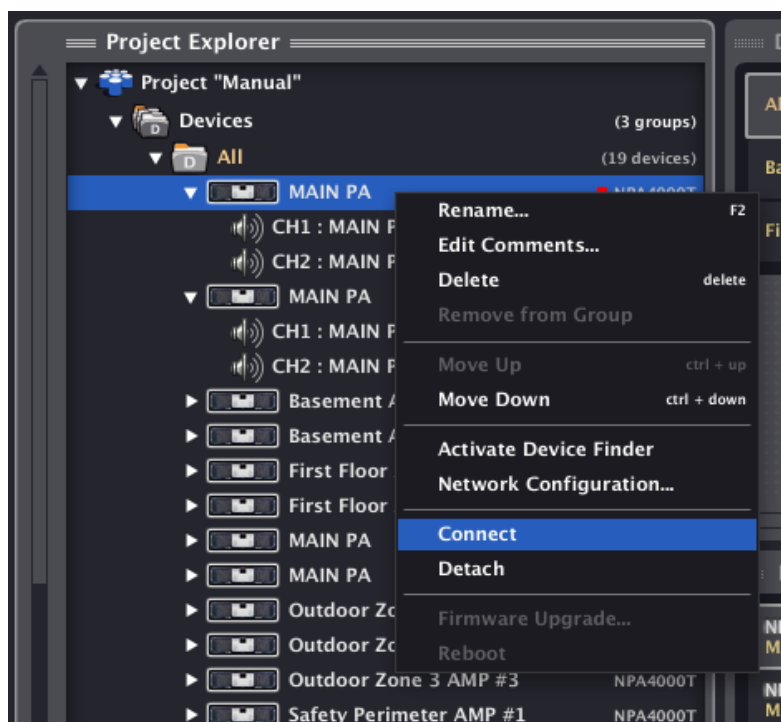 Project Explorer
Project "Manual"
Devices (3 groups)
D
All (19 devices)
D
MAIN PA NPA4000T
CH1 : MAIN
CH2 : MAIN
MAIN PA
CH1 : MAIN
CH2 : MAIN
Basement
Basement
First Floor
First Floor
MAIN PA
MAIN PA
Outdoor
Outdoor
Outdoor Zone 3 AMP #3 NPA4000T
Safety Perimeter AMP #1 NPA4000T
Rename... F2
Edit Comments...
Delete delete
Remove from Group
Move Up ctrl + up
Move Down ctrl + down
Activate Device Finder
Network Configuration...
Connect
Detach
Firmware Upgrade...
Reboot